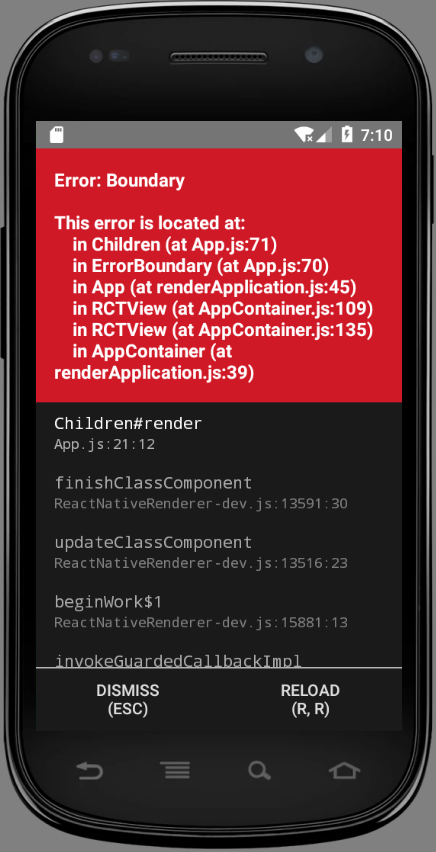 7:10
Error: Boundary
This error is located at:
in Children (at App.js:71)
in ErrorBoundary (at App.js:70)
in App (at renderApplication.js:45)
in RCTView (at AppContainer.js:109)
in RCTView (at AppContainer.js:135)
in AppContainer (at
renderApplication.js:39)
Children#render
App.js:21:12
finishClassComponent
ReactNativeRenderer-dev.js:13591:30
updateClassComponent
ReactNativeRenderer-dev.js:13516:23
beginWork$1
ReactNativeRenderer-dev.js:15881:13
invokeGuardedCallbackImpl
DISMISS
(ESC)
RELOAD
(R, R)